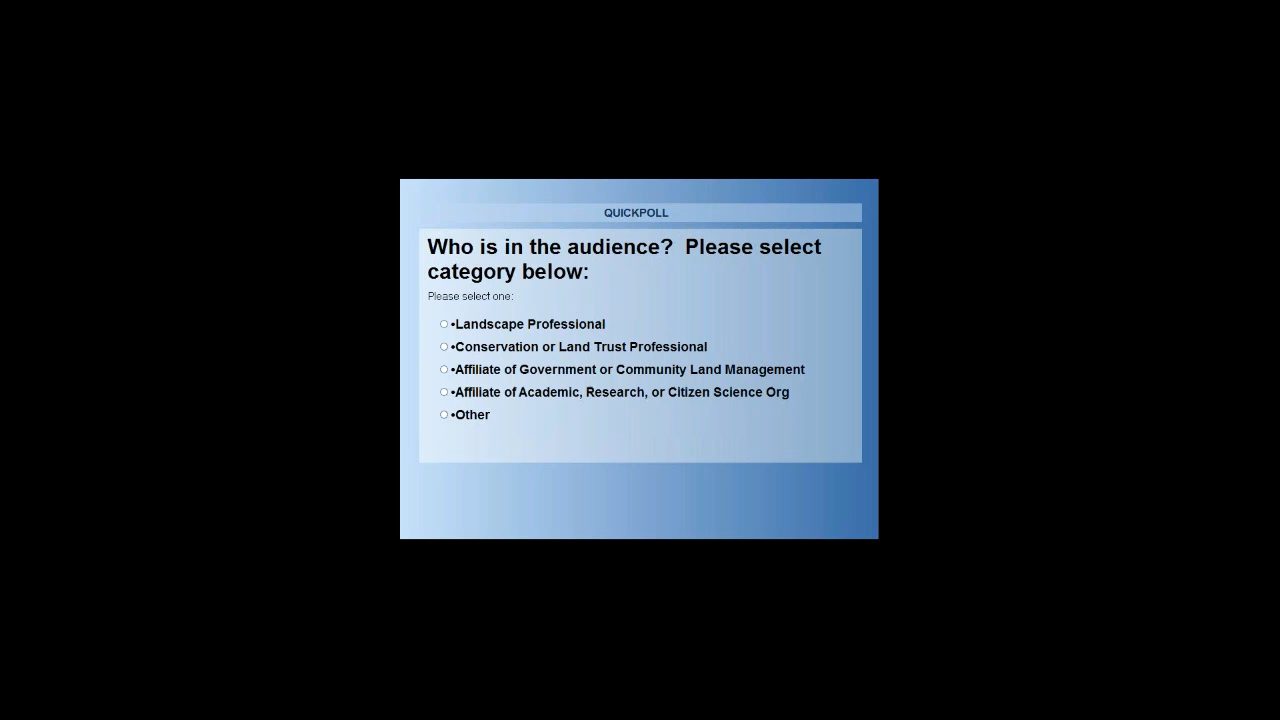 QUICKPOLL
Who is in the audience?  Please select
category below:
Please select one:
•Landscape Professional
•Conservation or Land Trust Professional
•Affiliate of Government or Community Land Management
•Affiliate of Academic, Research, or Citizen Science Org
•Other